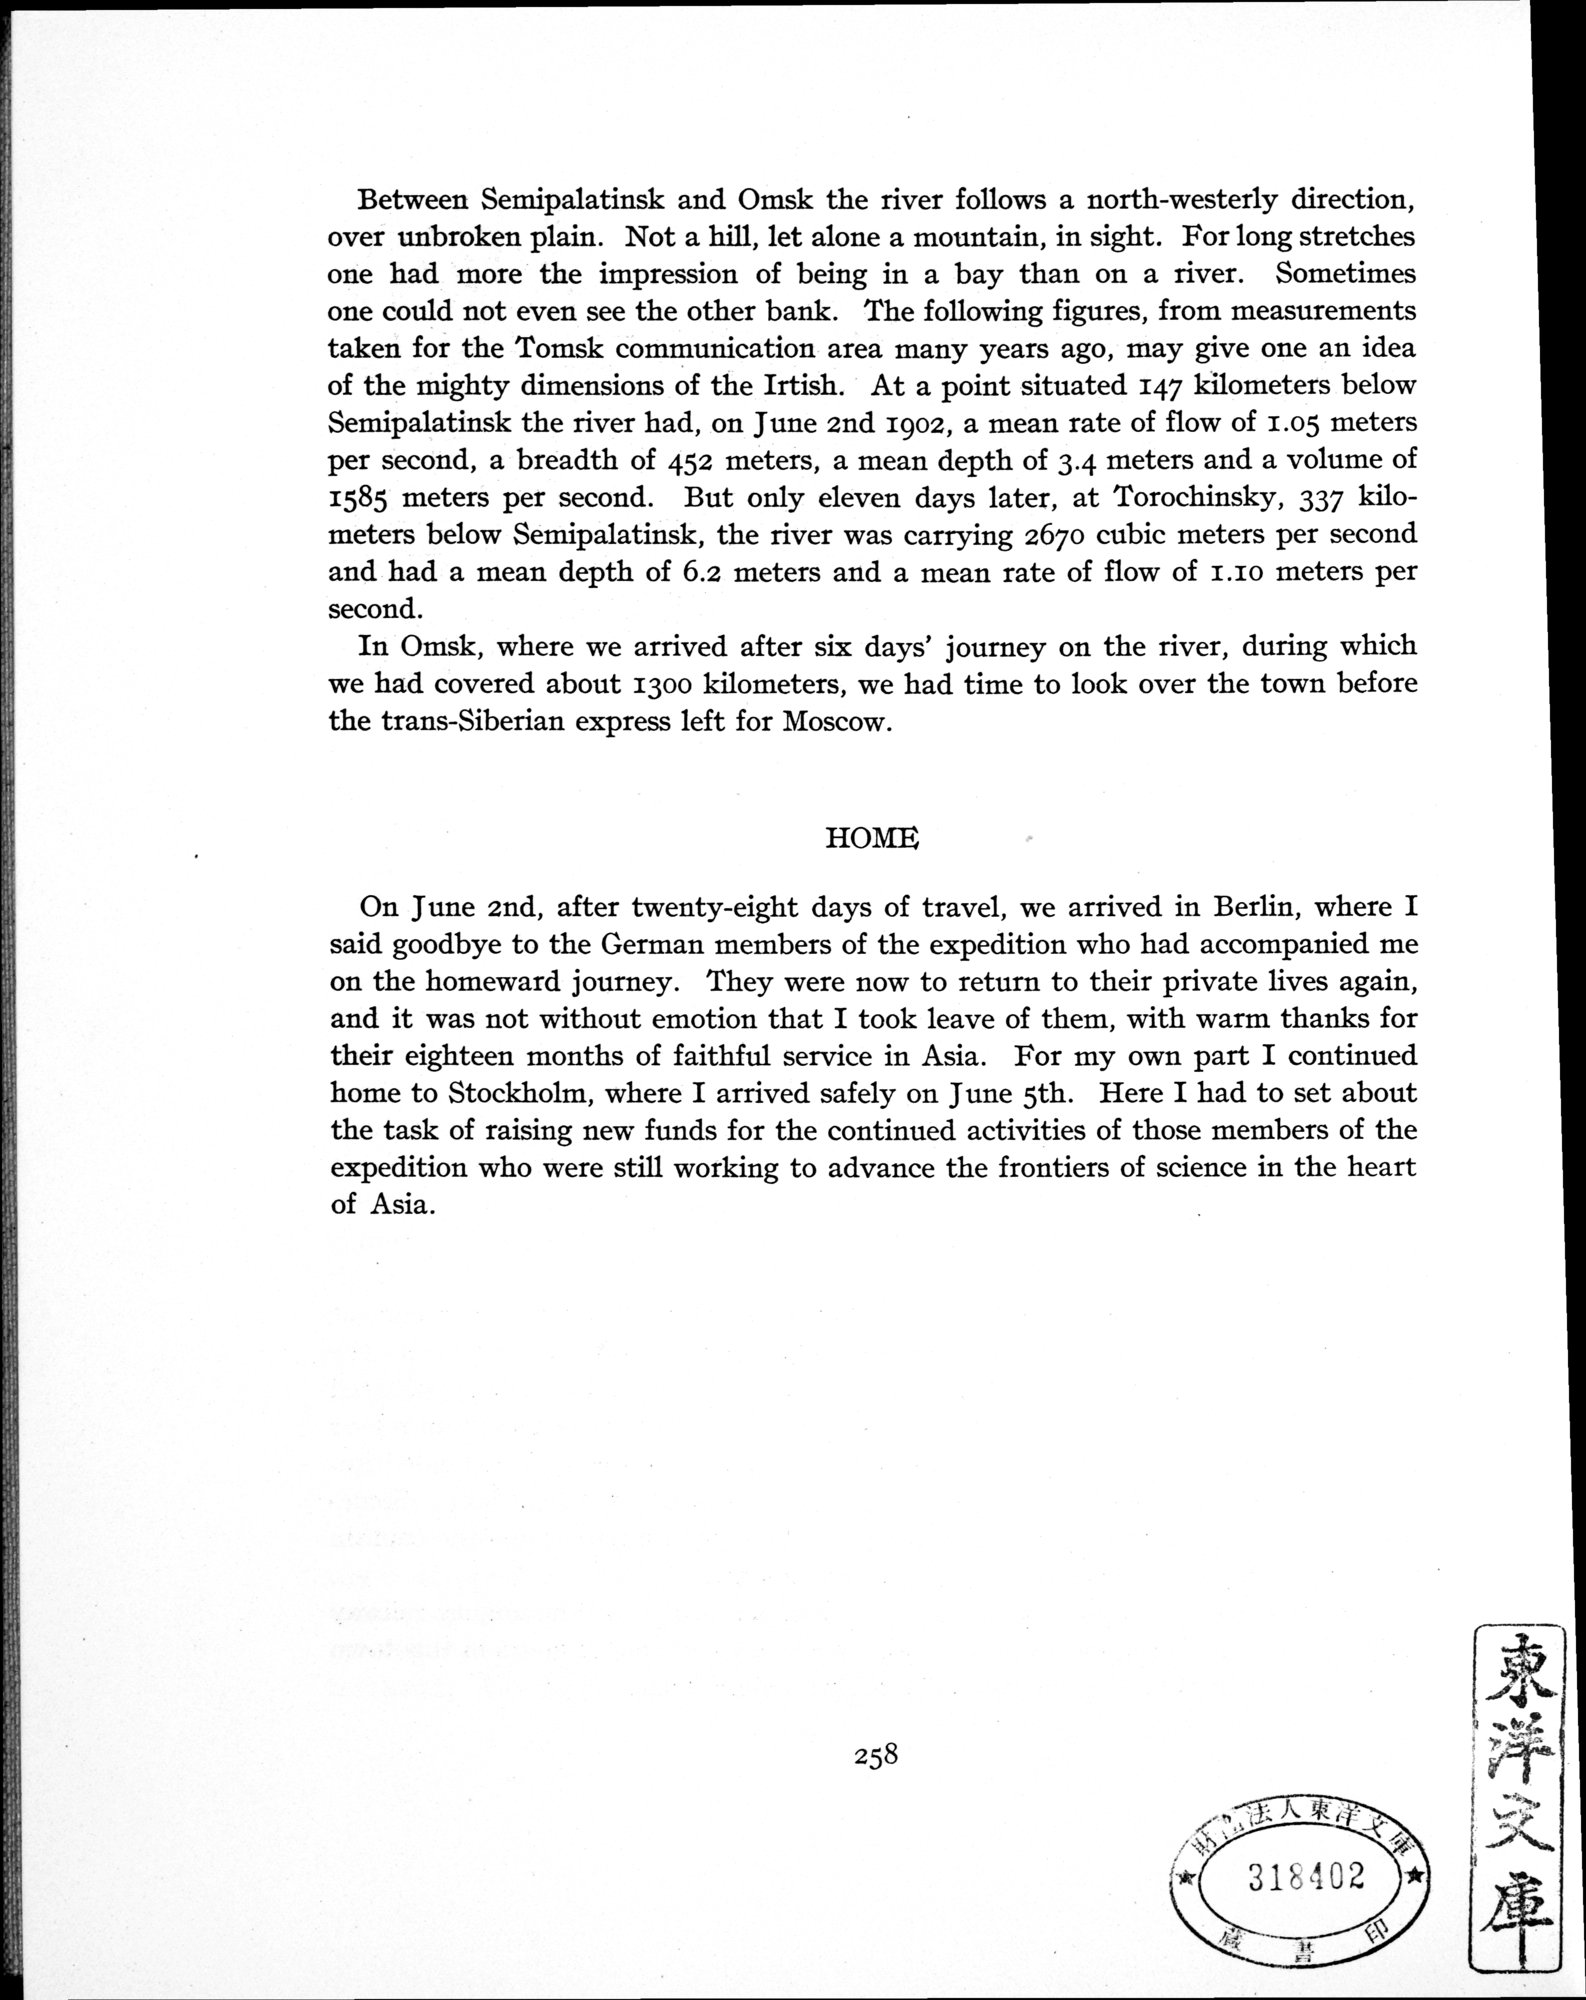 Between Semipalatinsk and Omsk the river follows a north-westerly direction,
over unbroken plain. Not a hill, let alone a mountain, in sight. For long stretches
one had more the impression of being in a bay than on a river. Sometimes
one could not even see the other bank. The following figures, from measurements
taken for the Tomsk communication area many years ago, may give one an idea
of the mighty dimensions of the Irtish. At a point situated 147 kilometers below
Semipalatinsk the river had, on June 2nd 1902, a mean rate of flow of 1.05 meters
per second, a breadth of 452 meters, a mean depth of 3.4 meters and a volume of
1585 meters per second. But only eleven days later, at Torochinsky, 337 kilo-
meters below Semipalatinsk, the river was carrying 2670 cubic meters per second
and had a mean depth of 6.2 meters and a mean rate of flow of 1.10 meters per
second.
In Omsk, where we arrived after six days' journey on the river, during which
we had covered about 1300 kilometers, we had time to look over the town before
the trans-Siberian express left for Moscow.
HOME
On June 2nd, after twenty-eight days of travel, we arrived in Berlin, where I
said goodbye to the German members of the expedition who had accompanied me
on the homeward journey. They were now to return to their private lives again,
and it was not without emotion that I took leave of them, with warm thanks for
their eighteen months of faithful service in Asia. For my own part I continued
home to Stockholm, where I arrived safely on June 5th. Here I had to set about
the task of raising new funds for the continued activities of those members of the
expedition who were still working to advance the frontiers of science in the heart
of Asia.
258
財団法人東洋文庫
318402
蔵書印
東洋文庫